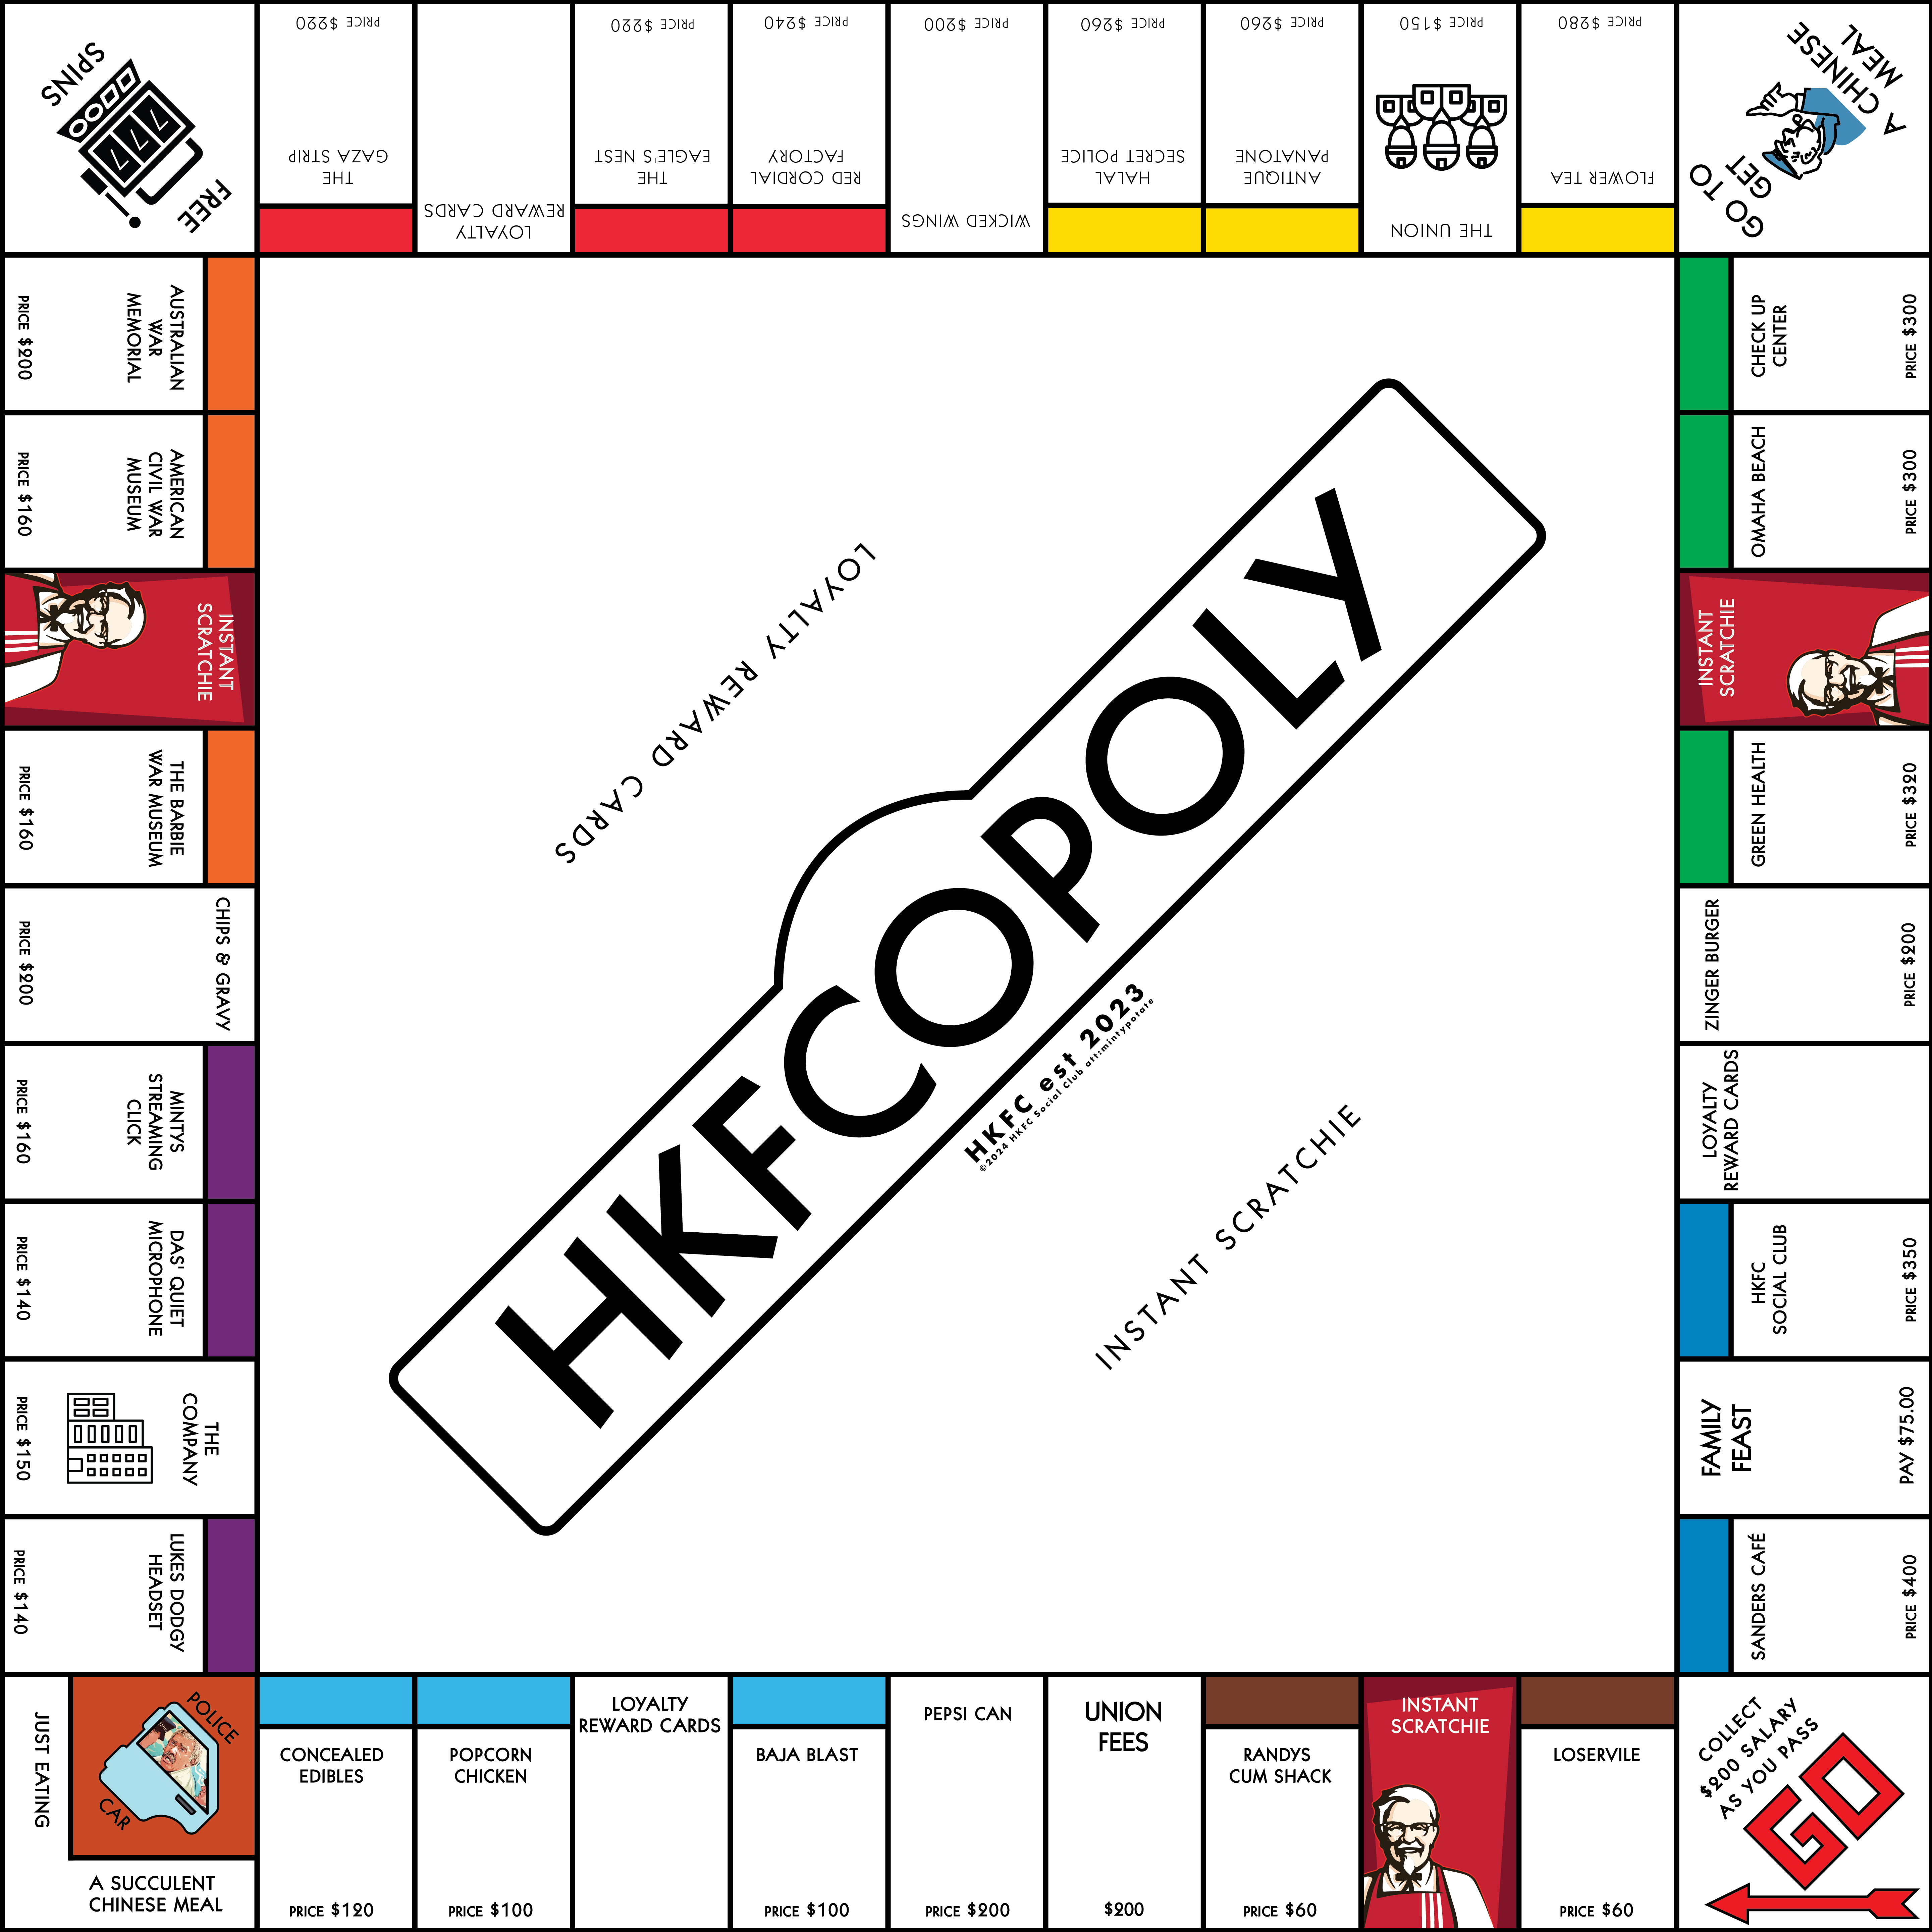 SPINS
FREE
PRICE $220
THE
GAZA STRIP
LOYALTY
REWARD CARDS
PRICE $220
THE
EAGLE'S NEST
PRICE $240
RED CORDIAL
FACTORY
PRICE $200
WICKED WINGS
PRICE $260
HALAL
SECRET POLICE
PRICE $260
ANTIQUE
PANATONE
PRICE $150
THE UNION
PRICE $280
FLOWER TEA
GO TO
GET
A CHINESE
MEAL
AUSTRALIAN
WAR
MEMORIAL
PRICE $200
AMERICAN
CIVIL WAR
MUSEUM
PRICE $160
INSTANT
SCRATCHIE
THE BARBIE
WAR MUSEUM
PRICE $160
CHIPS & GRAVY
PRICE $200
MINTYS
STREAMING
CLICK
PRICE $160
DAS' QUIET
MICROPHONE
PRICE $140
THE
COMPANY
PRICE $150
LUKES DODGY
HEADSET
PRICE $140
LOYALTY REWARD CARDS
HKFCOPOLY
HKFC est 2023
©2024 HKFC Social Club att:mintypotate
INSTANT SCRATCHIE
CHECK UP
CENTER
PRICE $300
OMAHA BEACH
PRICE $300
INSTANT
SCRATCHIE
GREEN HEALTH
PRICE $320
ZINGER BURGER
PRICE $200
LOYALTY
REWARD CARDS
HKFC
SOCIAL CLUB
PRICE $350
FAMILY
FEAST
PAY $75.00
SANDERS CAFÉ
PRICE $400
JUST EATING
POLICE
CAR
A SUCCULENT
CHINESE MEAL
CONCEALED
EDIBLES
PRICE $120
POPCORN
CHICKEN
PRICE $100
LOYALTY
REWARD CARDS
BAJA BLAST
PRICE $100
PEPSI CAN
PRICE $200
UNION
FEES
$200
RANDYS
CUM SHACK
PRICE $60
INSTANT
SCRATCHIE
LOSERVILE
PRICE $60
COLLECT
$200 SALARY
AS YOU PASS
GO
777